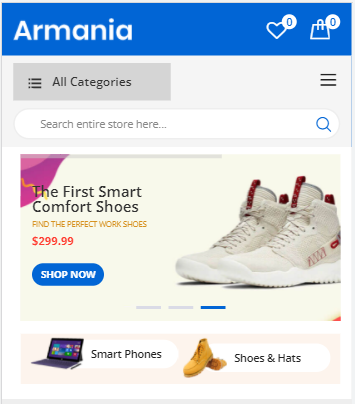 Armania
0
0
All Categories
Search entire store here...
The First Smart
Comfort Shoes
FIND THE PERFECT WORK SHOES
$299.99
SHOP NOW
Smart Phones
Shoes & Hats